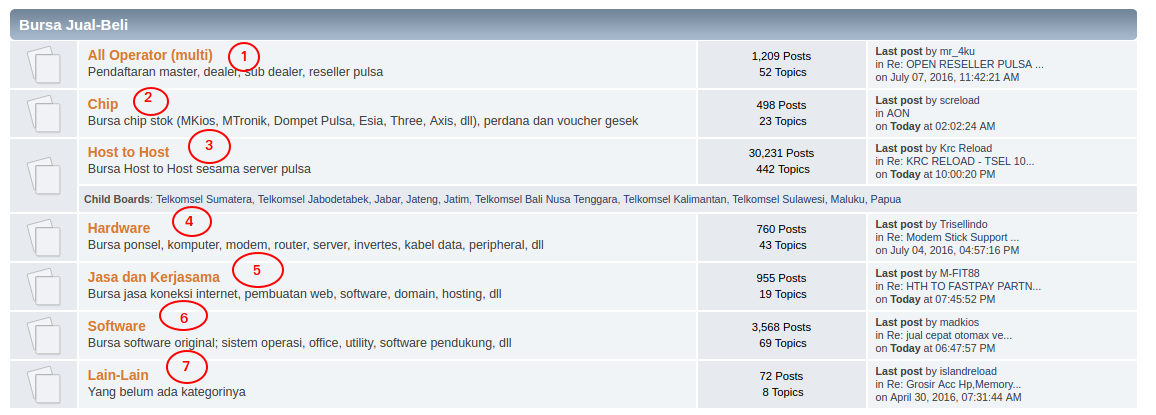 Bursa Jual-Beli
All Operator (multi) 1
Pendaftaran master, dealer, sub dealer, reseller pulsa
1,209 Posts
52 Topics
Last post by mr_4ku
in Re: OPEN RESELLER PULSA ...
on July 07, 2016, 11:42:21 AM
Chip 2
Bursa chip stok (MKios, MTronik, Dompet Pulsa, Esia, Three, Axis, dll), perdana dan voucher gesek
498 Posts
23 Topics
Last post by screload
in AON
on Today at 02:02:24 AM
Host to Host 3
Bursa Host to Host sesama server pulsa
30,231 Posts
442 Topics
Last post by Krc Reload
in Re: KRC RELOAD - TSEL 10...
on Today at 10:00:20 PM
Child Boards: Telkomsel Sumatera, Telkomsel Jabodetabek, Jabar, Jateng, Jatim, Telkomsel Bali Nusa Tenggara, Telkomsel Kalimantan, Telkomsel Sulawesi, Maluku, Papua
Hardware 4
Bursa ponsel, komputer, modem, router, server, invertes, kabel data, peripheral, dll
760 Posts
43 Topics
Last post by Trisellindo
in Re: Modem Stick Support ...
on July 04, 2016, 04:57:16 PM
Jasa dan Kerjasama 5
Bursa jasa koneksi internet, pembuatan web, software, domain, hosting, dll
955 Posts
19 Topics
Last post by M-FIT88
in Re: HTH TO FASTPAY PARTN...
on Today at 07:45:52 PM
Software 6
Bursa software original; sistem operasi, office, utility, software pendukung, dll
3,568 Posts
69 Topics
Last post by madkios
in Re: jual cepat otomax ve...
on Today at 06:47:57 PM
Lain-Lain 7
Yang belum ada kategorinya
72 Posts
8 Topics
Last post by islandreload
in Re: Grosir Acc Hp,Memory...
on April 30, 2016, 07:31:44 AM